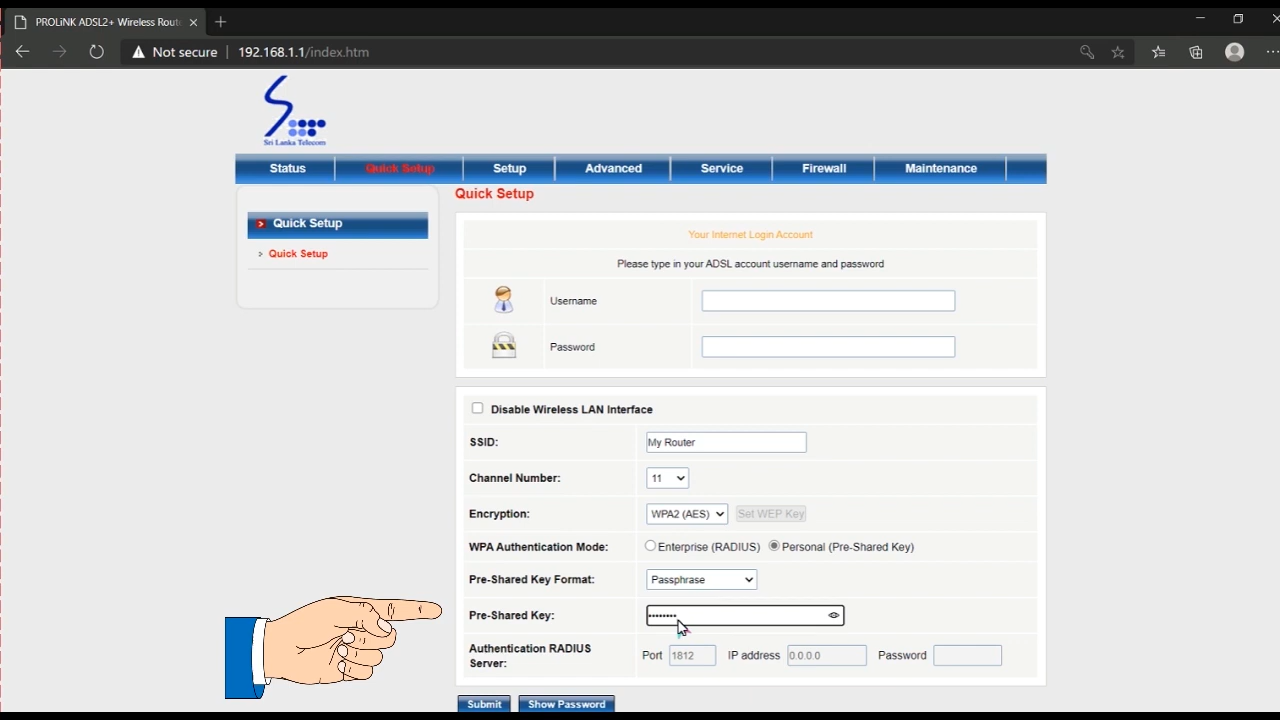 PROLiNK ADSL2+ Wireless Rout
Not secure | 192.168.1.1/index.htm
Sri Lanka Telecom
Status Quick Setup Setup Advanced Service Firewall Maintenance
Quick Setup
Quick Setup
Quick Setup
Your Internet Login Account
Please type in your ADSL account username and password
Username
Password
Disable Wireless LAN Interface
SSID: My Router
Channel Number: 11
Encryption: WPA2 (AES) Set WEP Key
WPA Authentication Mode: Enterprise (RADIUS) Personal (Pre-Shared Key)
Pre-Shared Key Format: Passphrase
Pre-Shared Key: ••••••••
Authentication RADIUS
Server: Port 1812 IP address 0.0.0.0 Password
Submit Show Password